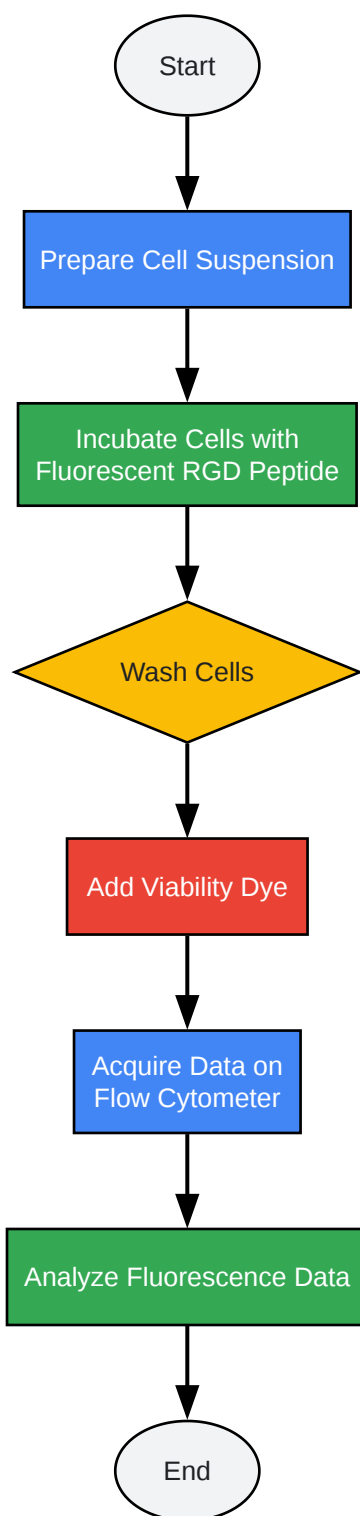 Start
Prepare Cell Suspension
Incubate Cells with
Fluorescent RGD Peptide
Wash Cells
Add Viability Dye
Acquire Data on
Flow Cytometer
Analyze Fluorescence Data
End